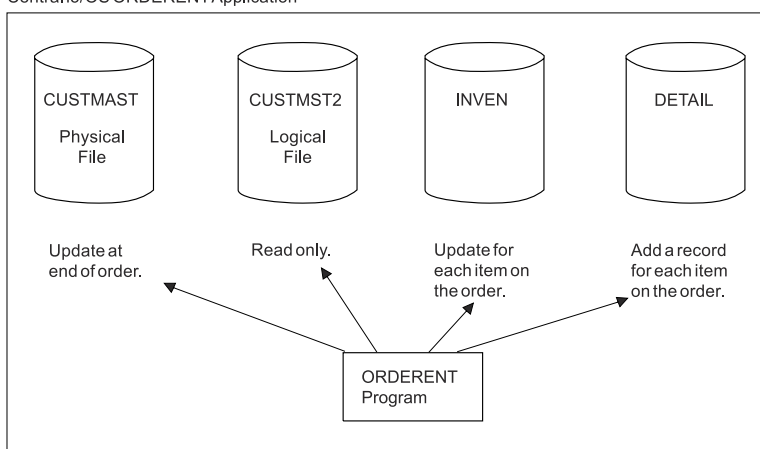 CUSTMAST
Physical
File
CUSTMST2
Logical
File
INVEN
DETAIL
Update at
end of order.
Read only.
Update for
each item on
the order.
Add a record
for each item
on the order.
ORDERENT
Program